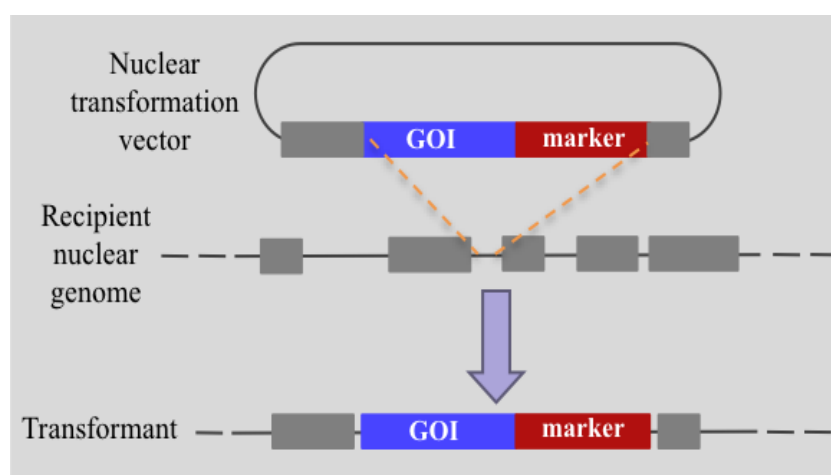 Nuclear
transformation
vector
GOI marker
Recipient
nuclear
genome
Transformant
GOI marker